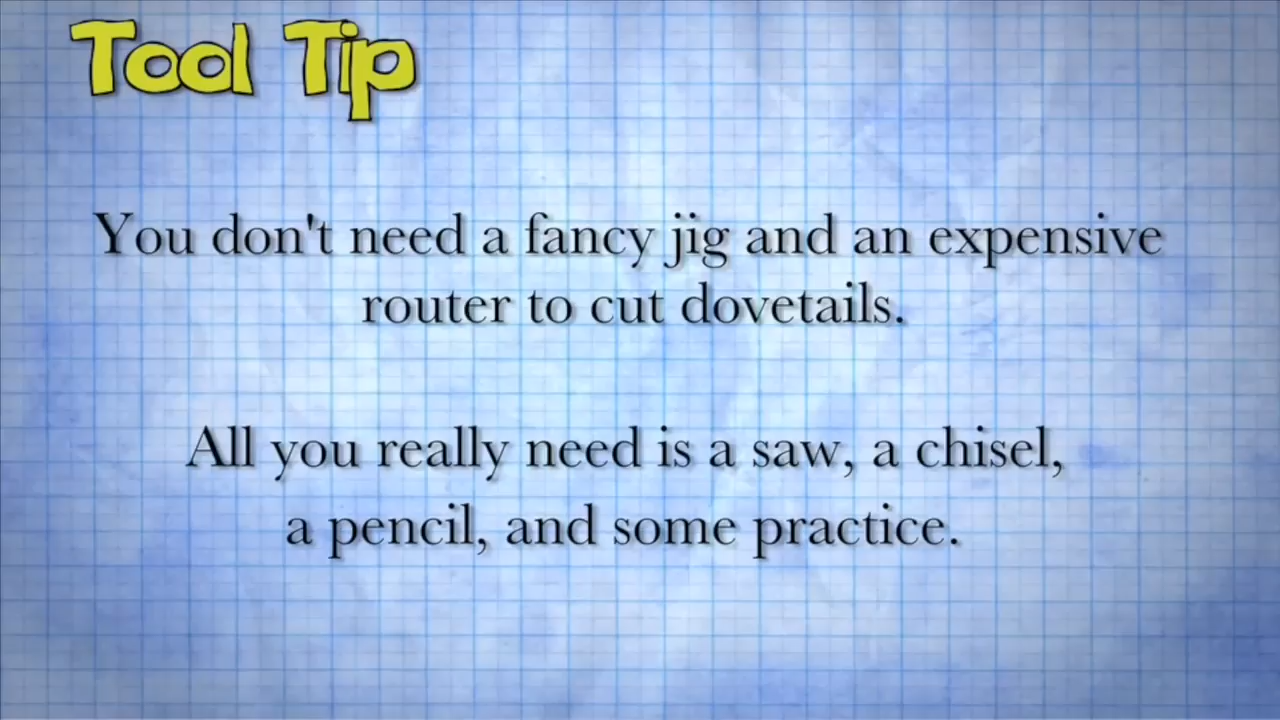 Tool Tip
You don't need a fancy jig and an expensive
router to cut dovetails.
All you really need is a saw, a chisel,
a pencil, and some practice.